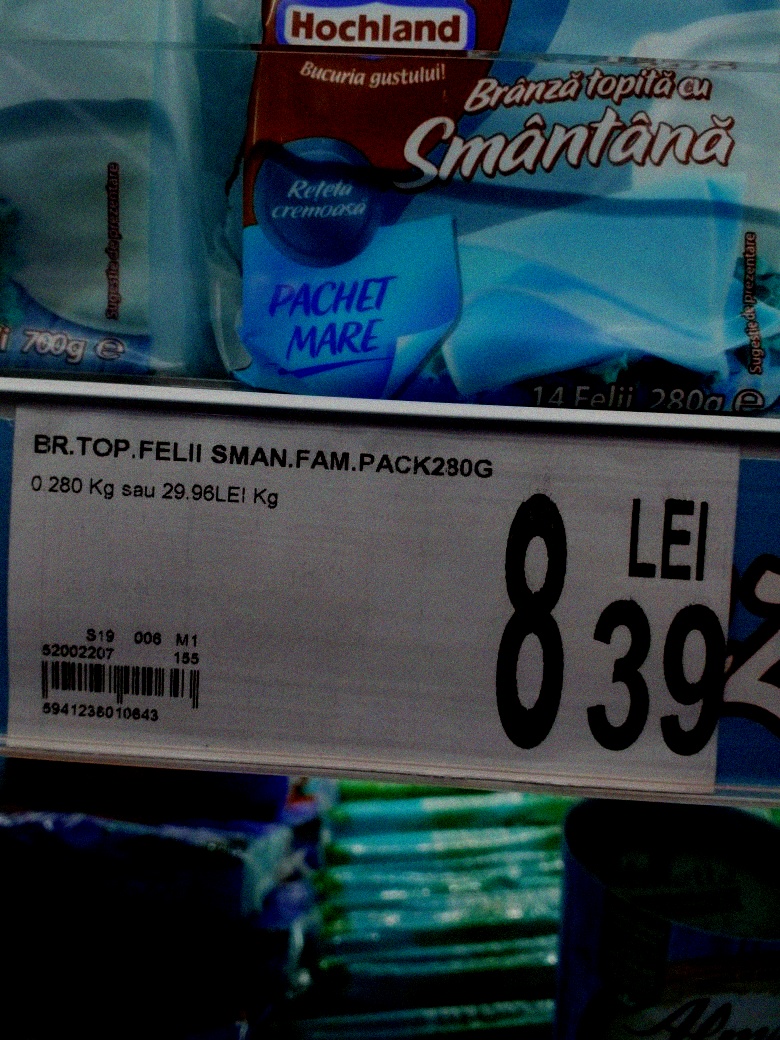 Hochland
Bucuria gustului!
Brânză topită cu
Smântână
Rețeta
cremoasă
PACHET
MARE
Sugestie de prezentare
Sugestie de prezentare
700g e
14 Felii 280g e
BR.TOP.FELII SMAN.FAM.PACK280G
0.280 Kg sau 29.96LEI Kg
8 39 LEI
S19 006 M1
52002207 155
5941236010643